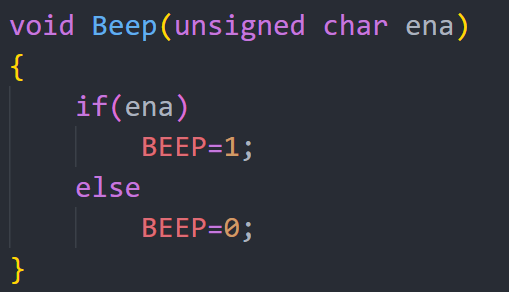 void Beep(unsigned char ena)
{
    if(ena)
        BEEP=1;
    else
        BEEP=0;
}